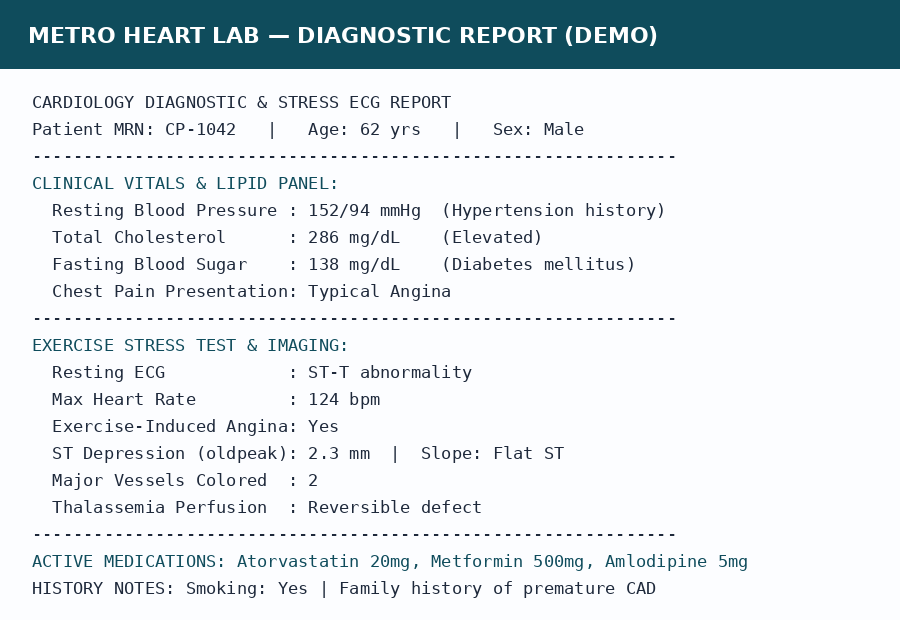 METRO HEART LAB — DIAGNOSTIC REPORT (DEMO)
CARDIOLOGY DIAGNOSTIC & STRESS ECG REPORT
Patient MRN: CP-1042   |   Age: 62 yrs   |   Sex: Male
---------------------------------------------------------------
CLINICAL VITALS & LIPID PANEL:
  Resting Blood Pressure : 152/94 mmHg  (Hypertension history)
  Total Cholesterol      : 286 mg/dL    (Elevated)
  Fasting Blood Sugar    : 138 mg/dL    (Diabetes mellitus)
  Chest Pain Presentation: Typical Angina
---------------------------------------------------------------
EXERCISE STRESS TEST & IMAGING:
  Resting ECG            : ST-T abnormality
  Max Heart Rate         : 124 bpm
  Exercise-Induced Angina: Yes
  ST Depression (oldpeak): 2.3 mm  |  Slope: Flat ST
  Major Vessels Colored  : 2
  Thalassemia Perfusion  : Reversible defect
---------------------------------------------------------------
ACTIVE MEDICATIONS: Atorvastatin 20mg, Metformin 500mg, Amlodipine 5mg
HISTORY NOTES: Smoking: Yes | Family history of premature CAD